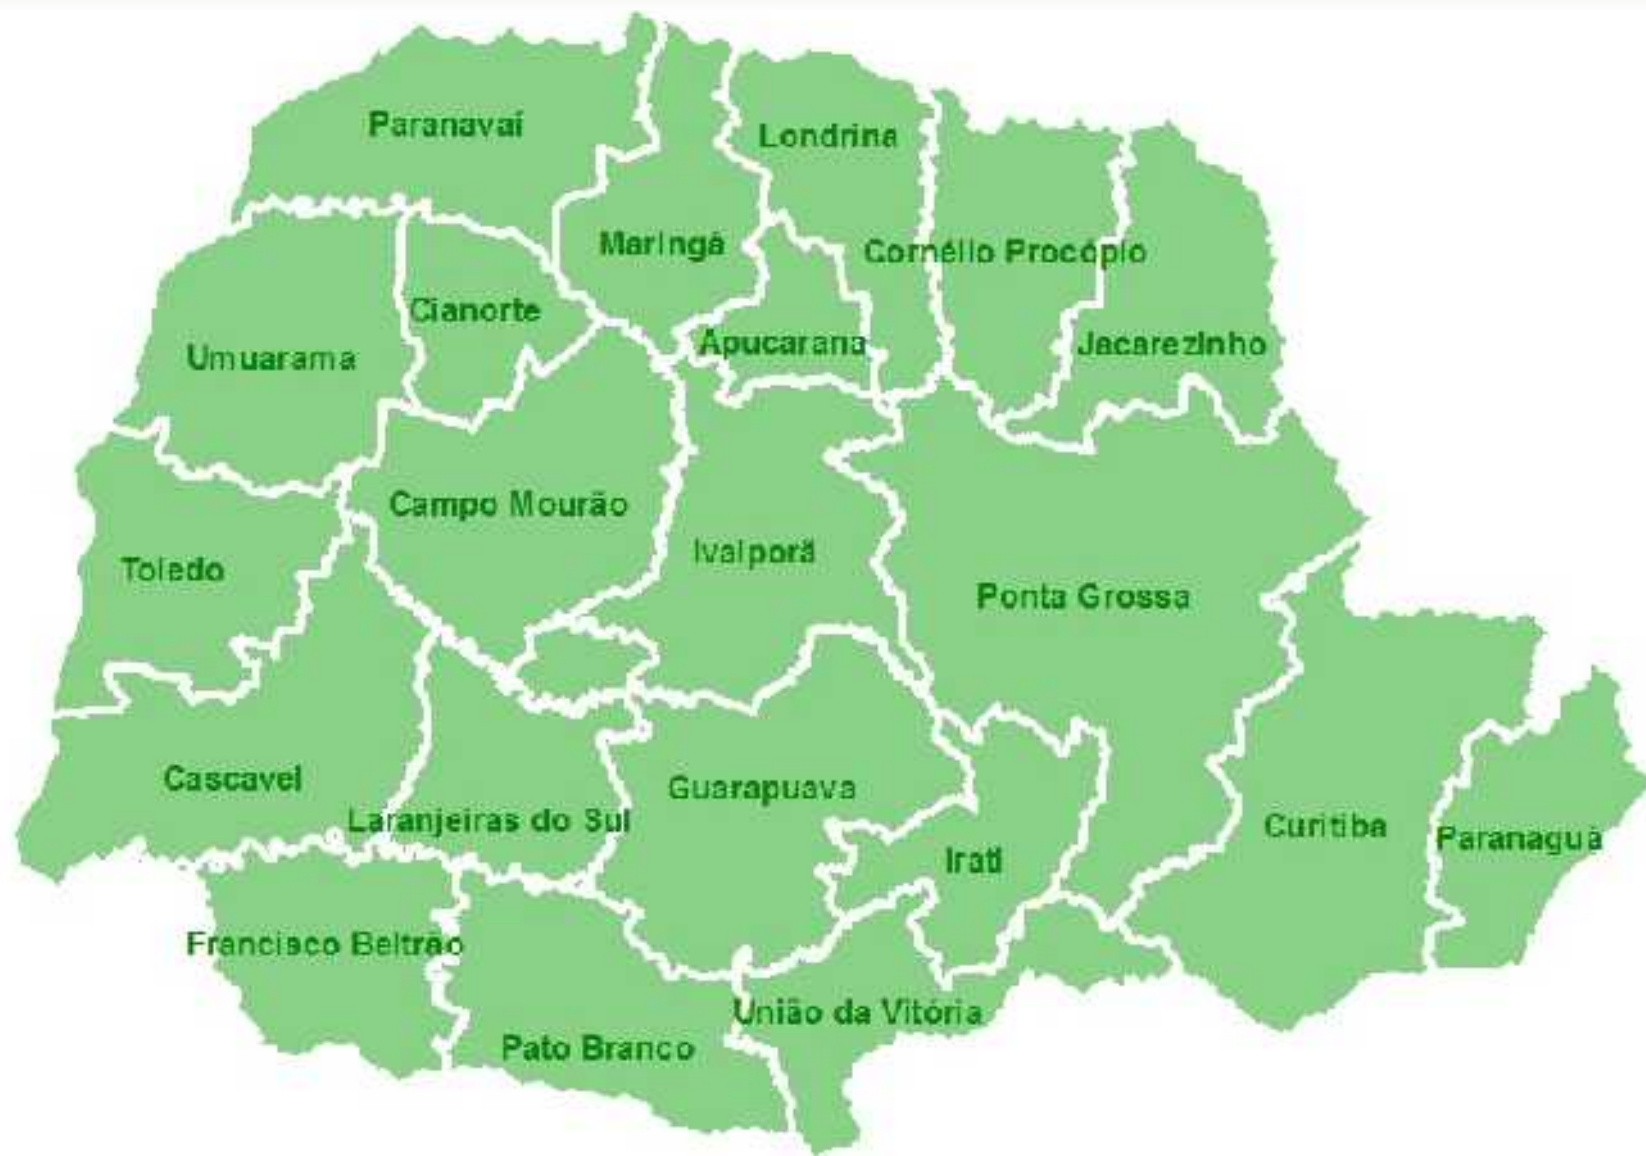 Paranavaí
Londrina
Maringá
Cornélio Procópio
Cianorte
Apucarana
Jacarezinho
Umuarama
Campo Mourão
Ivaiporã
Toledo
Ponta Grossa
Cascavel
Guarapuava
Laranjeiras do Sul
Curitiba
Paranaguá
Irati
Francisco Beltrão
União da Vitória
Pato Branco